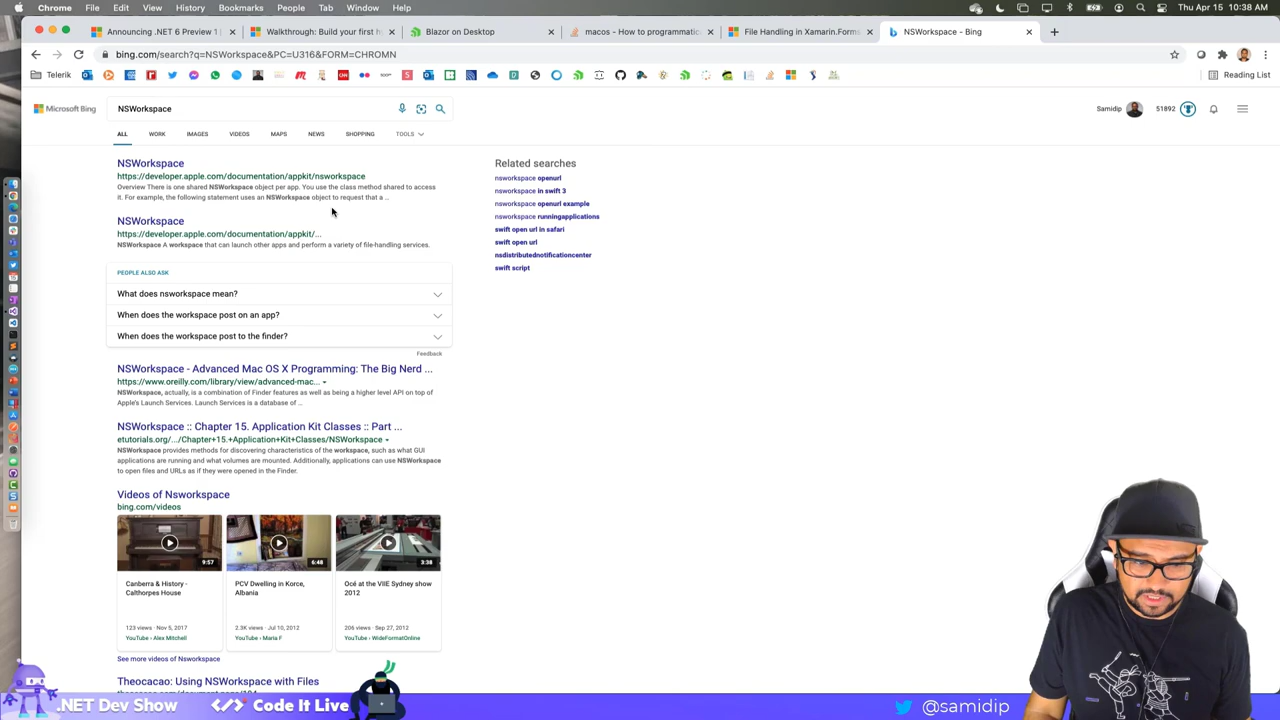 Chrome File Edit View History Bookmarks Profiles Tab Window Help
Thu Apr 15 10:38 AM
Announcing .NET 6 Preview 1 |
Walkthrough: Build your first h
Blazor on Desktop
macos - How to programmatic
File Handling in Xamarin.Forms
NSWorkspace - Bing
bing.com/search?q=NSWorkspace&PC=U316&FORM=CHROMN
Telerik
Reading List
Microsoft Bing
NSWorkspace
Samidip
51892
ALL
WORK
IMAGES
VIDEOS
MAPS
NEWS
SHOPPING
TOOLS
NSWorkspace
https://developer.apple.com/documentation/appkit/nsworkspace
Overview There is one shared NSWorkspace object per app. You use the class method shared to access
it. For example, the following statement uses an NSWorkspace object to request that a ...
NSWorkspace
https://developer.apple.com/documentation/appkit/...
NSWorkspace A workspace that can launch other apps and perform a variety of file-handling services.
PEOPLE ALSO ASK
What does nsworkspace mean?
When does the workspace post on an app?
When does the workspace post to the finder?
Feedback
NSWorkspace - Advanced Mac OS X Programming: The Big Nerd ...
https://www.oreilly.com/library/view/advanced-mac...
NSWorkspace, actually, is a combination of Finder features as well as being a higher level API on top of
Apple's Launch Services. Launch Services is a database of ...
NSWorkspace :: Chapter 15. Application Kit Classes :: Part ...
etutorials.org/.../Chapter+15.+Application+Kit+Classes/NSWorkspace
NSWorkspace provides methods for discovering characteristics of the workspace, such as what GUI
applications are running and what volumes are mounted. Additionally, applications can use NSWorkspace
to open files and URLs as if they were opened in the Finder.
Videos of Nsworkspace
bing.com/videos
9:57
6:48
3:38
Canberra & History -
Calthorpes House
123 views · Nov 5, 2017
YouTube › Alex Mitchell
PCV Dwelling in Korce,
Albania
2.3K views · Jul 10, 2012
YouTube › Maria F
Océ at the VIIE Sydney show
2012
206 views · Sep 27, 2012
YouTube › WideFormatOnline
See more videos of Nsworkspace
Theocacao: Using NSWorkspace with Files
Related searches
nsworkspace openurl
nsworkspace in swift 3
nsworkspace openurl example
nsworkspace runningapplications
swift open url in safari
swift open url
nsdistributednotificationcenter
swift script
.NET Dev Show
</> Code It Live
@samidip